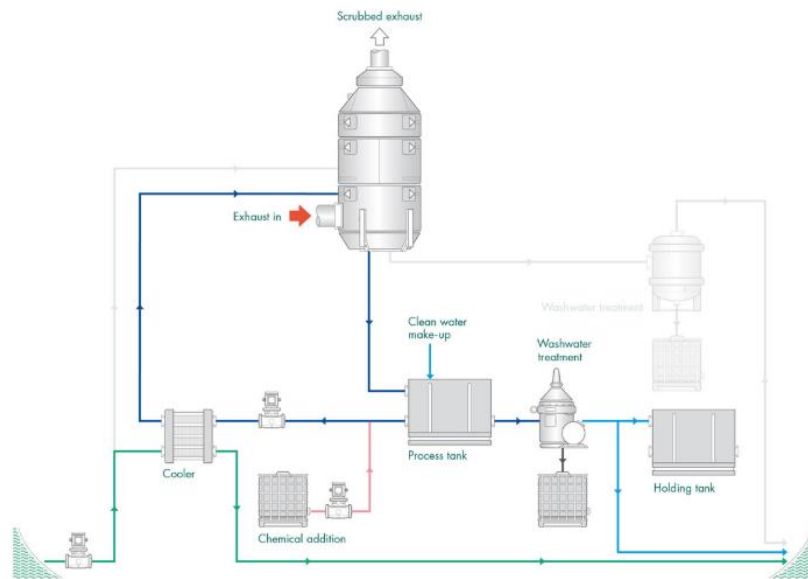 Scrubbed exhaust
Exhaust in
Washwater treatment
Clean water
make-up
Washwater
treatment
Process tank
Cooler
Chemical addition
Holding tank